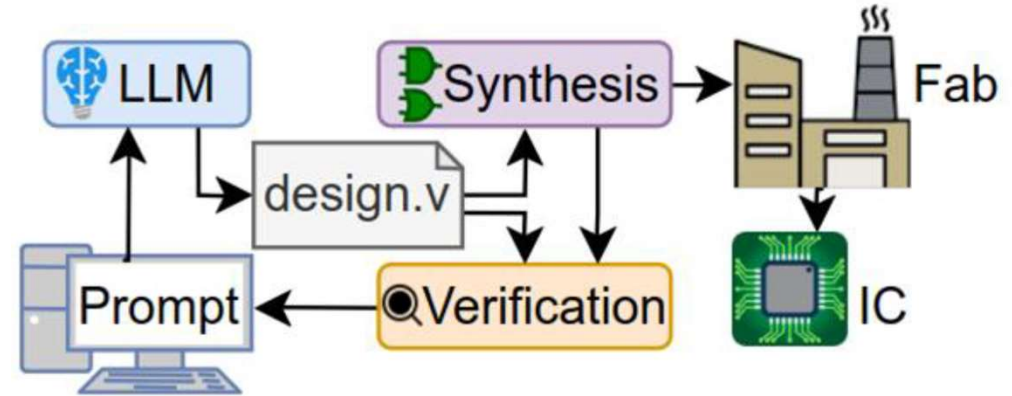 LLM
Synthesis
Fab
design.v
Prompt
Verification
IC